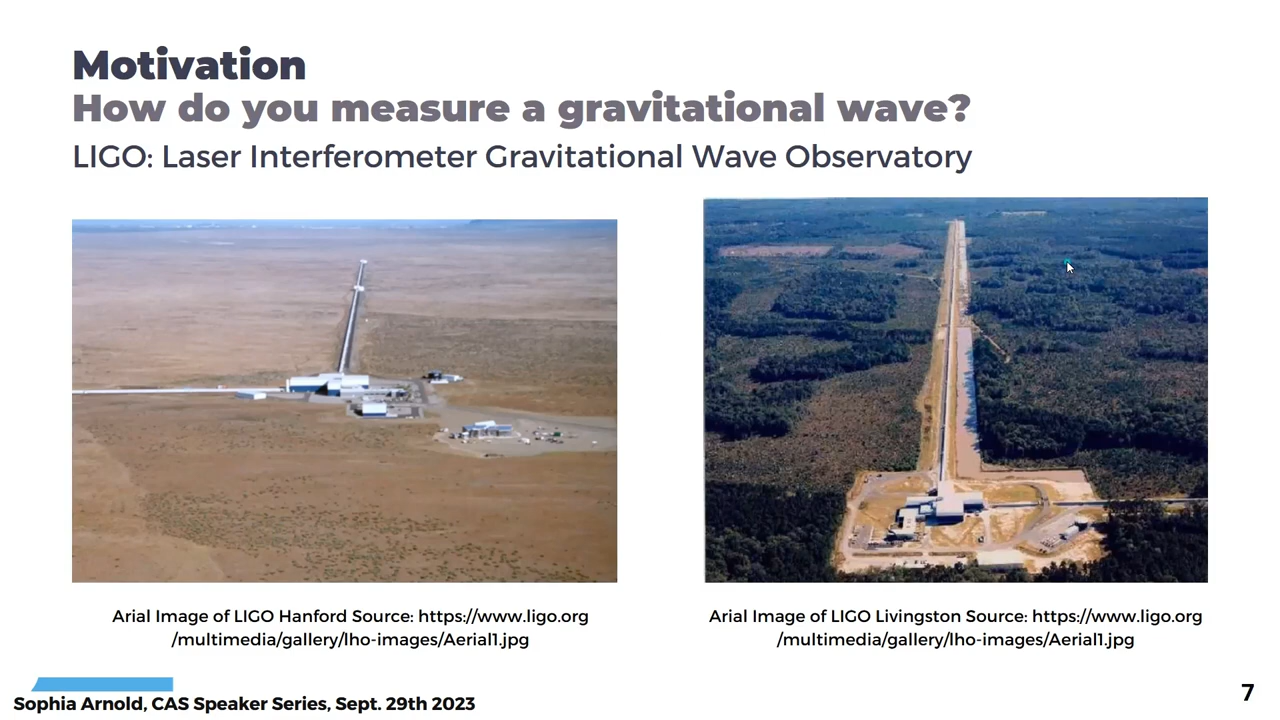 Motivation
How do you measure a gravitational wave?
LIGO: Laser Interferometer Gravitational Wave Observatory
Arial Image of LIGO Hanford Source: https://www.ligo.org
/multimedia/gallery/lho-images/Aerial1.jpg
Arial Image of LIGO Livingston Source: https://www.ligo.org
/multimedia/gallery/lho-images/Aerial1.jpg
Sophia Arnold, CAS Speaker Series, Sept. 29th 2023
7